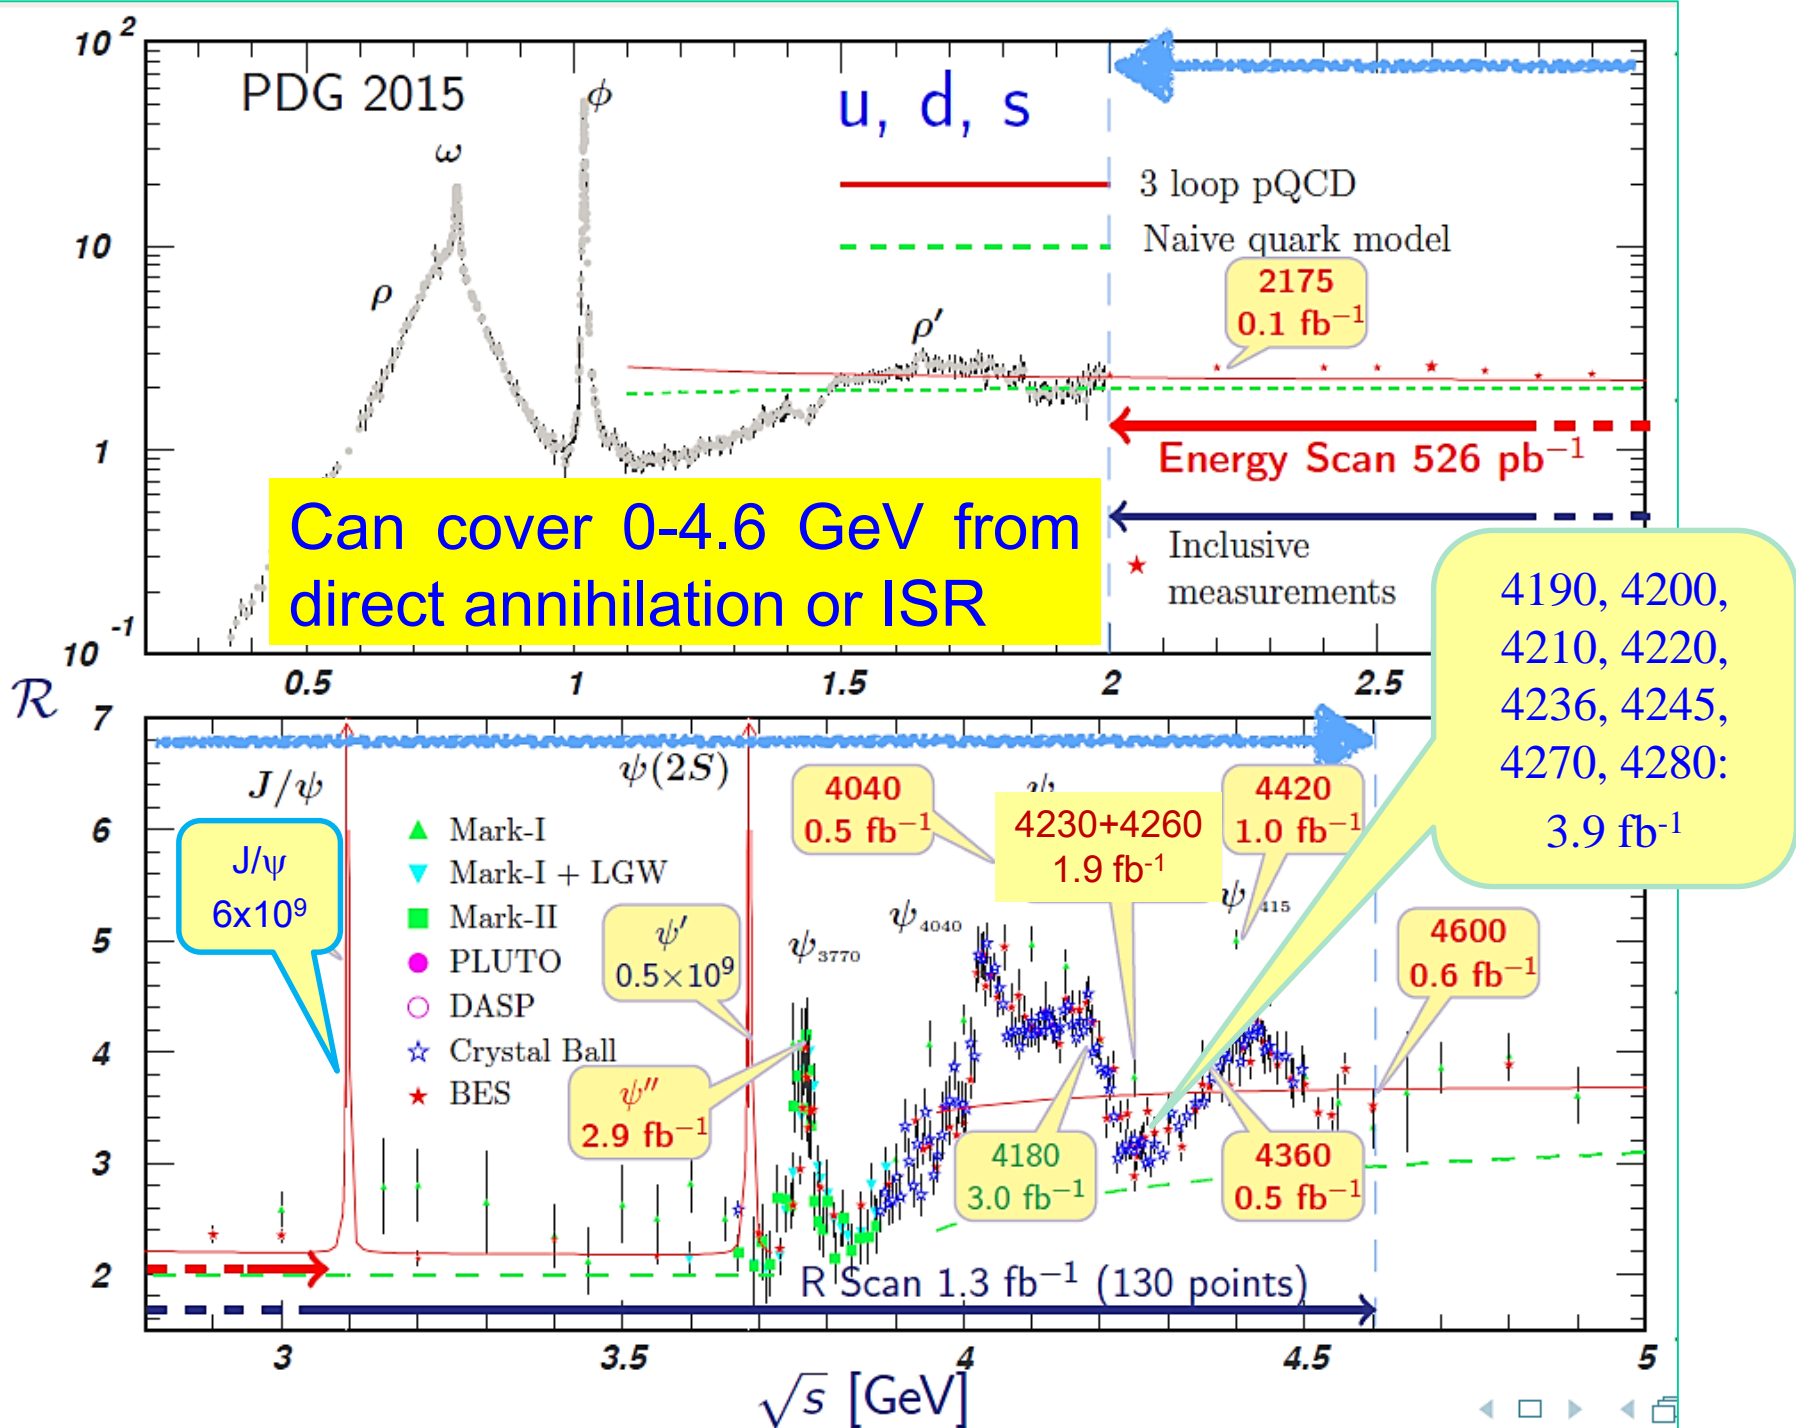 10 2
PDG 2015
ϕ
u, d, s
ω
3 loop pQCD
10
Naive quark model
ρ
2175
0.1 fb−1
ρ′
1
Energy Scan 526 pb−1
Can cover 0-4.6 GeV from
direct annihilation or ISR
Inclusive
measurements
10 -1
0.5 1 1.5 2 2.5
4190, 4200,
4210, 4220,
4236, 4245,
4270, 4280:
3.9 fb-1
R
7
J/ψ
ψ(2S)
4040
0.5 fb−1
4230+4260
1.9 fb-1
4420
1.0 fb−1
6
Mark-I
Mark-I + LGW
Mark-II
PLUTO
DASP
Crystal Ball
BES
J/ψ
6x109
ψ′
0.5×109
ψ3770
ψ4040
ψ 415
4600
0.6 fb−1
5
4
ψ″
2.9 fb−1
3
4180
3.0 fb−1
4360
0.5 fb−1
2
R Scan 1.3 fb−1 (130 points)
3 3.5 4 4.5 5
√s [GeV]